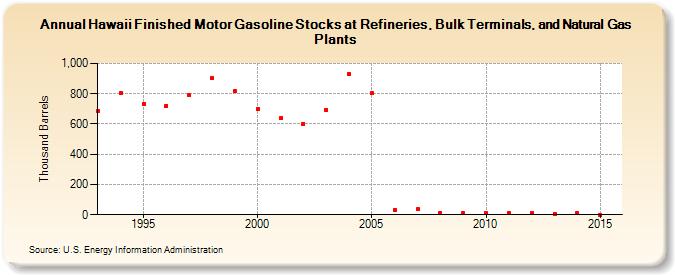 Annual Hawaii Finished Motor Gasoline Stocks at Refineries, Bulk Terminals, and Natural Gas
Plants
Thousand Barrels
1,000
800
600
400
200
0
1995 2000 2005 2010 2015
Source: U.S. Energy Information Administration